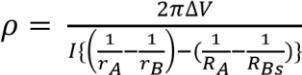 ρ = 2πΔV / I{(1/r_A − 1/r_B)−(1/R_A − 1/R_Bs)}